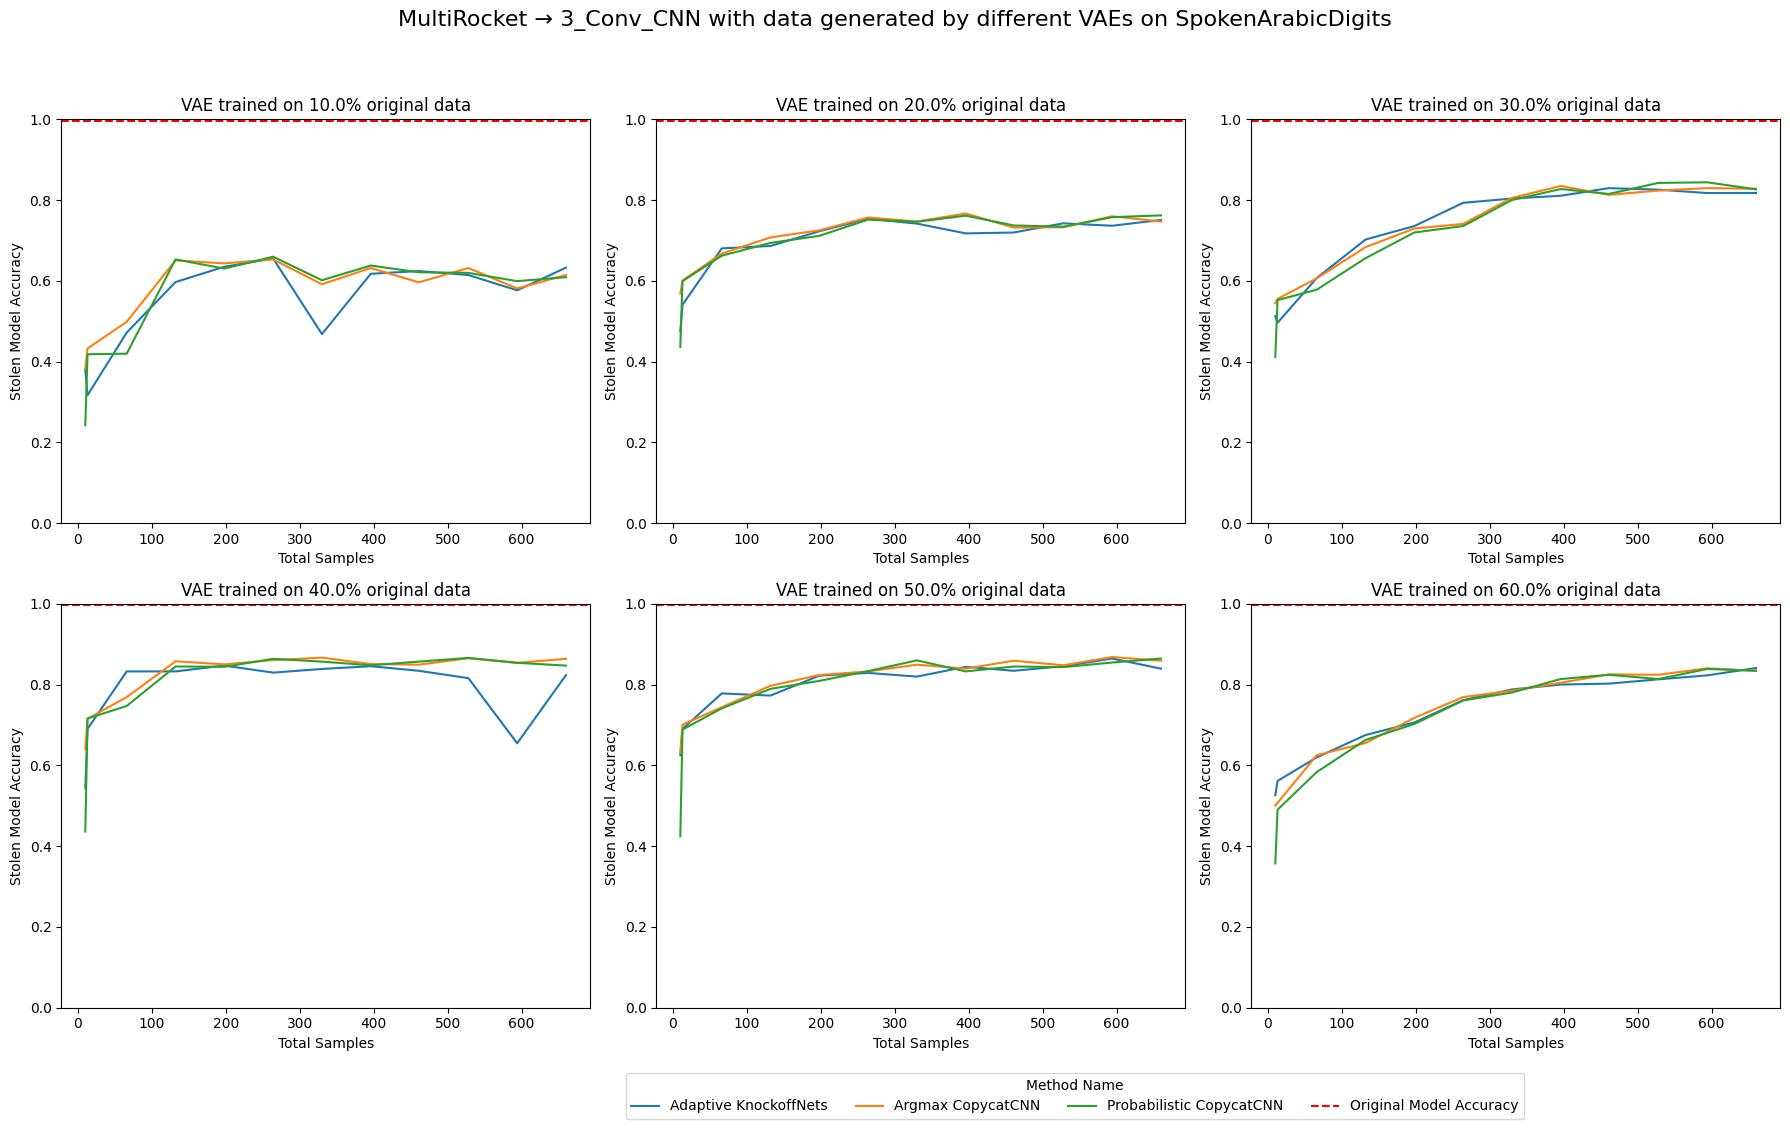 MultiRocket → 3_Conv_CNN with data generated by different VAEs on SpokenArabicDigits
VAE trained on 10.0% original data
1.0
0.8
0.6
0.4
0.2
0.0
Stolen Model Accuracy
0 100 200 300 400 500 600
Total Samples
VAE trained on 20.0% original data
1.0
0.8
0.6
0.4
0.2
0.0
Stolen Model Accuracy
0 100 200 300 400 500 600
Total Samples
VAE trained on 30.0% original data
1.0
0.8
0.6
0.4
0.2
0.0
Stolen Model Accuracy
0 100 200 300 400 500 600
Total Samples
VAE trained on 40.0% original data
1.0
0.8
0.6
0.4
0.2
0.0
Stolen Model Accuracy
0 100 200 300 400 500 600
Total Samples
VAE trained on 50.0% original data
1.0
0.8
0.6
0.4
0.2
0.0
Stolen Model Accuracy
0 100 200 300 400 500 600
Total Samples
VAE trained on 60.0% original data
1.0
0.8
0.6
0.4
0.2
0.0
Stolen Model Accuracy
0 100 200 300 400 500 600
Total Samples
Method Name
Adaptive KnockoffNets Argmax CopycatCNN Probabilistic CopycatCNN Original Model Accuracy